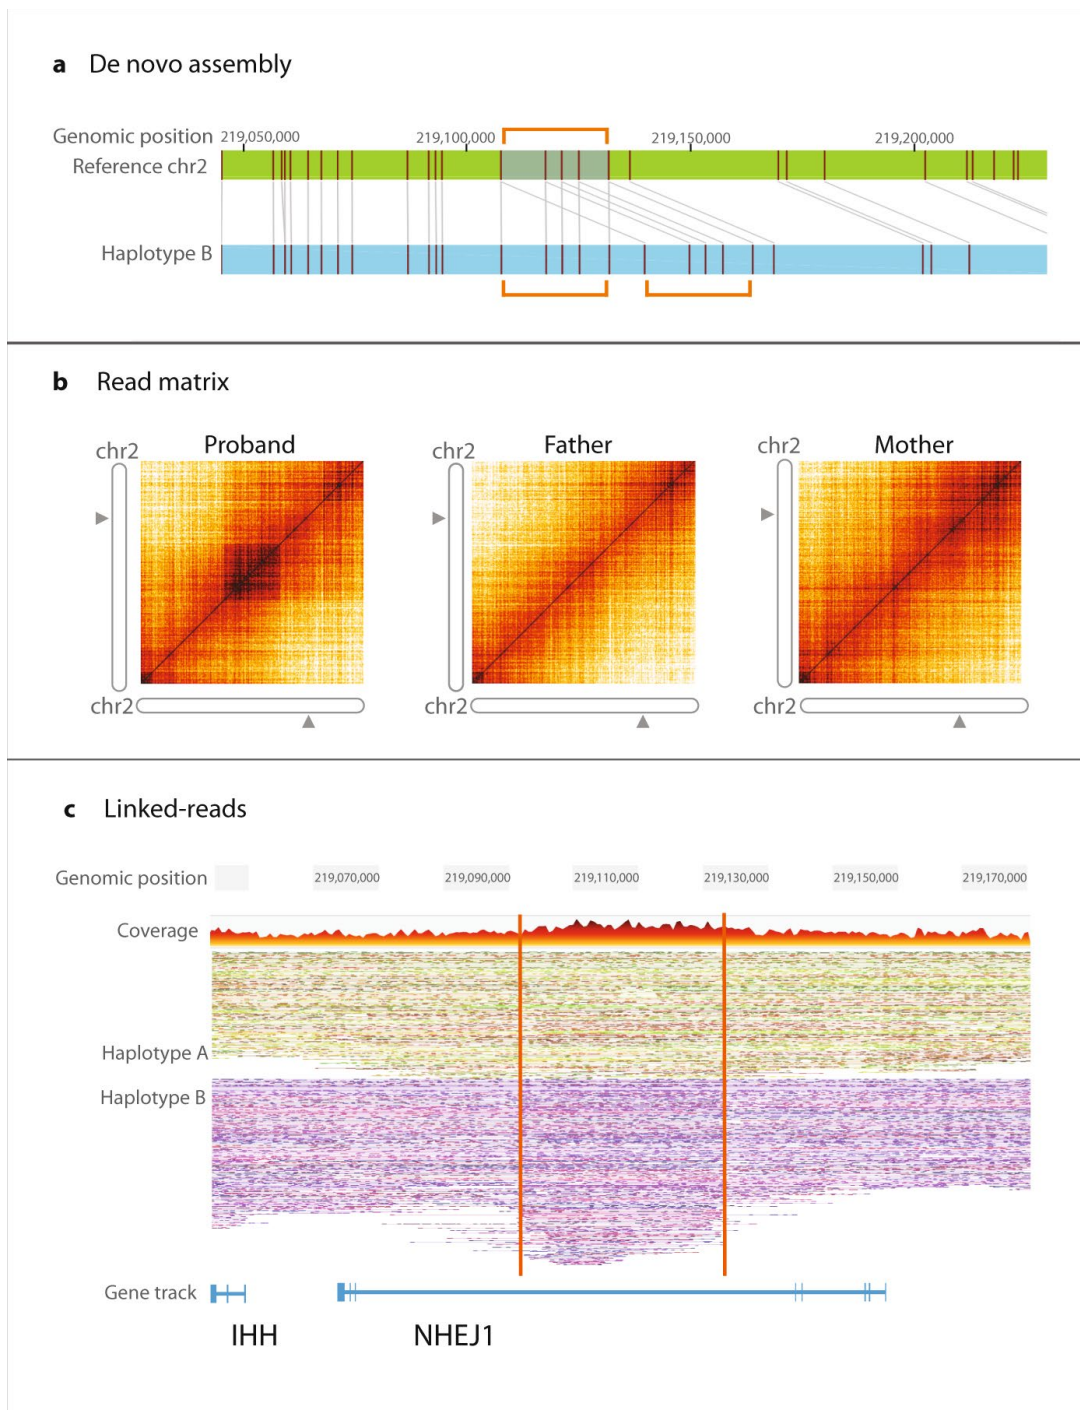 a De novo assembly
Genomic position 219,050,000 219,100,000 219,150,000 219,200,000
Reference chr2
Haplotype B
b Read matrix
Proband Father Mother
chr2 chr2 chr2
chr2 chr2 chr2
c Linked-reads
Genomic position 219,070,000 219,090,000 219,110,000 219,130,000 219,150,000 219,170,000
Coverage
Haplotype A
Haplotype B
Gene track
IHH NHEJ1